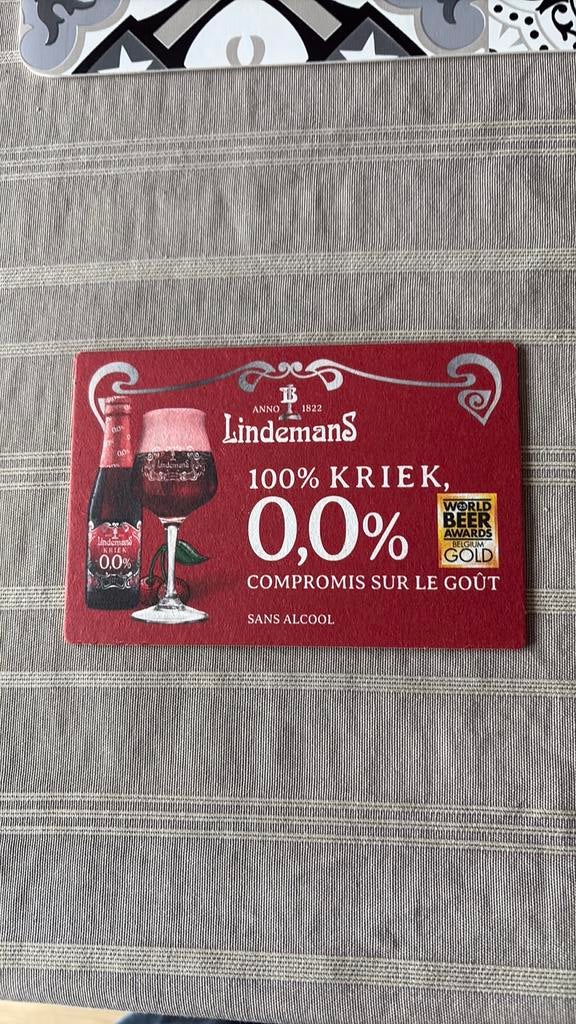 B
ANNO 1822
LindemanS
100% KRIEK,
0,0%
COMPROMIS SUR LE GOÛT
SANS ALCOOL
WORLD
BEER
AWARDS
BELGIUM
GOLD
Lindemans
Lindemans
KRIEK
0,0%